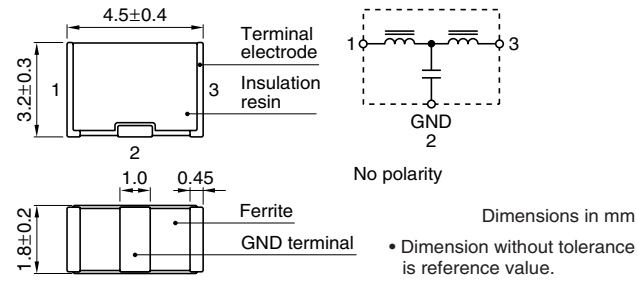 4.5±0.4
3.2±0.3
1
3
2
Terminal
electrode
Insulation
resin
1
3
GND
2
No polarity
1.0
0.45
1.8±0.2
Ferrite
GND terminal
Dimensions in mm
• Dimension without tolerance
is reference value.